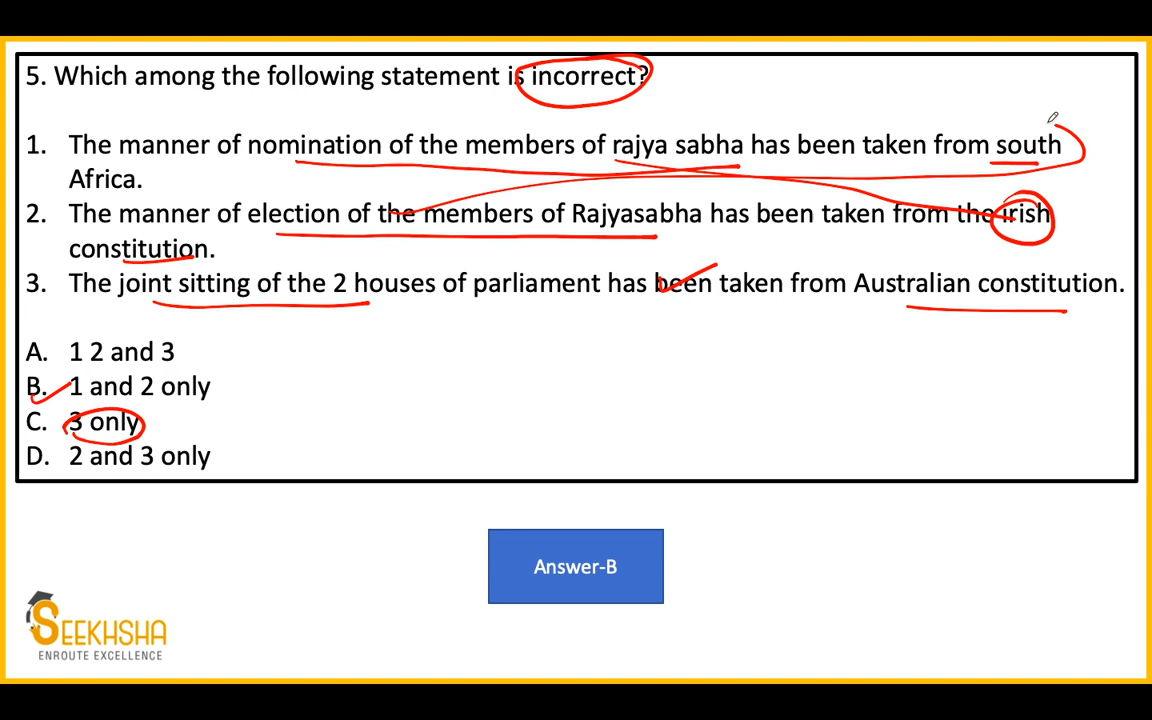 5. Which among the following statement is incorrect?
1. The manner of nomination of the members of rajya sabha has been taken from south
Africa.
2. The manner of election of the members of Rajyasabha has been taken from the irish
constitution.
3. The joint sitting of the 2 houses of parliament has been taken from Australian constitution.
A. 1 2 and 3
B. 1 and 2 only
C. 3 only
D. 2 and 3 only
Answer-B
SEEKHSHA
ENROUTE EXCELLENCE